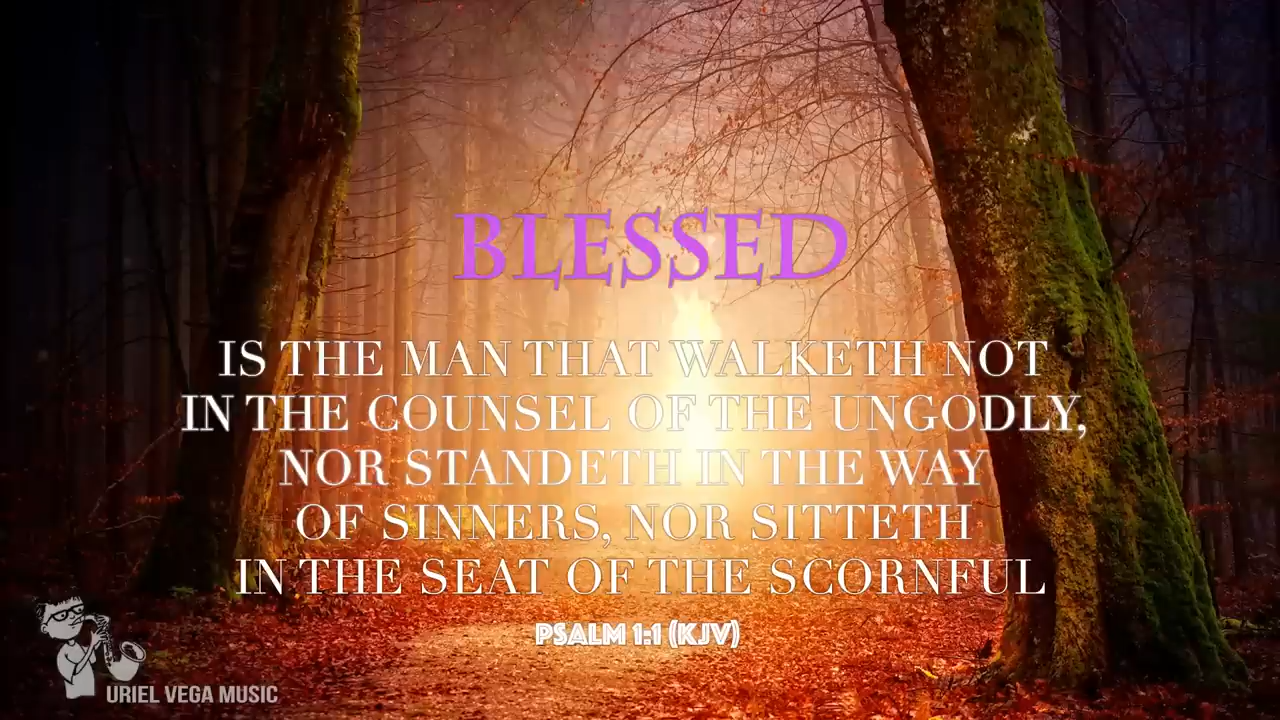 BLESSED
IS THE MAN THAT WALKETH NOT
IN THE COUNSEL OF THE UNGODLY,
NOR STANDETH IN THE WAY
OF SINNERS, NOR SITTETH
IN THE SEAT OF THE SCORNFUL
PSALM 1:1 (KJV)
URIEL VEGA MUSIC